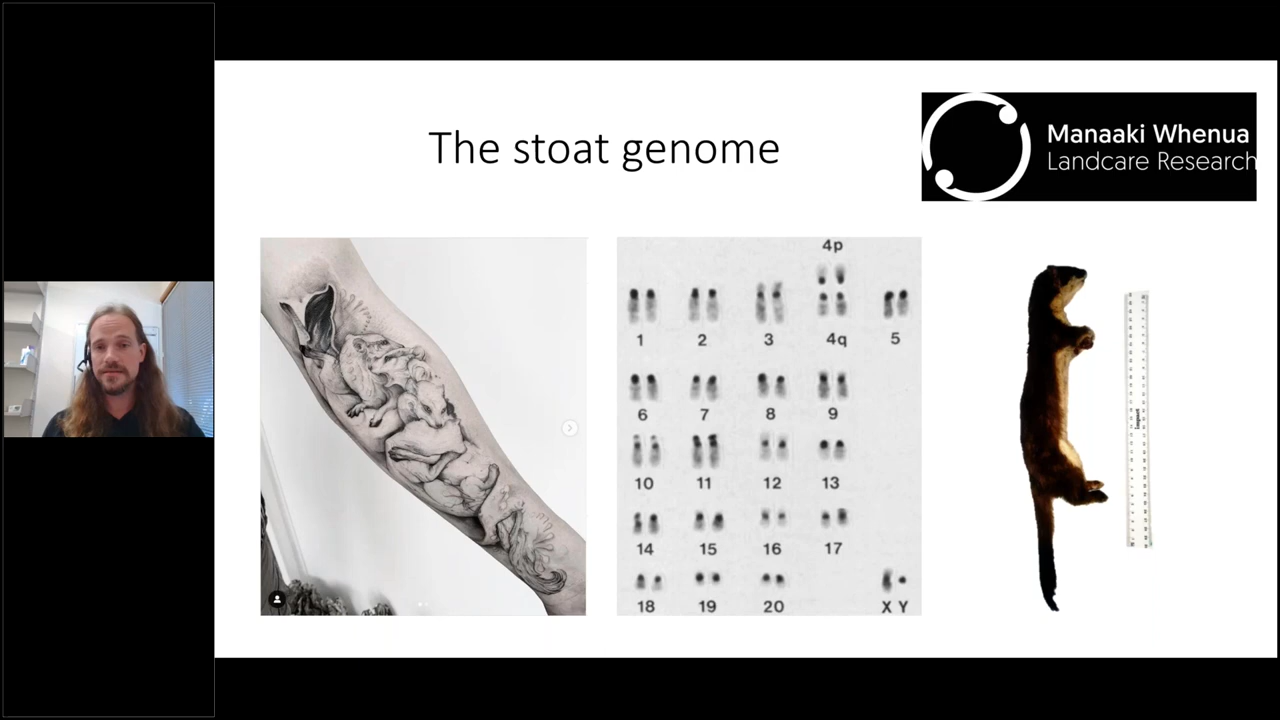 The stoat genome
Manaaki Whenua
Landcare Research
4p
1 2 3 4q 5
6 7 8 9
10 11 12 13
14 15 16 17
18 19 20 X Y